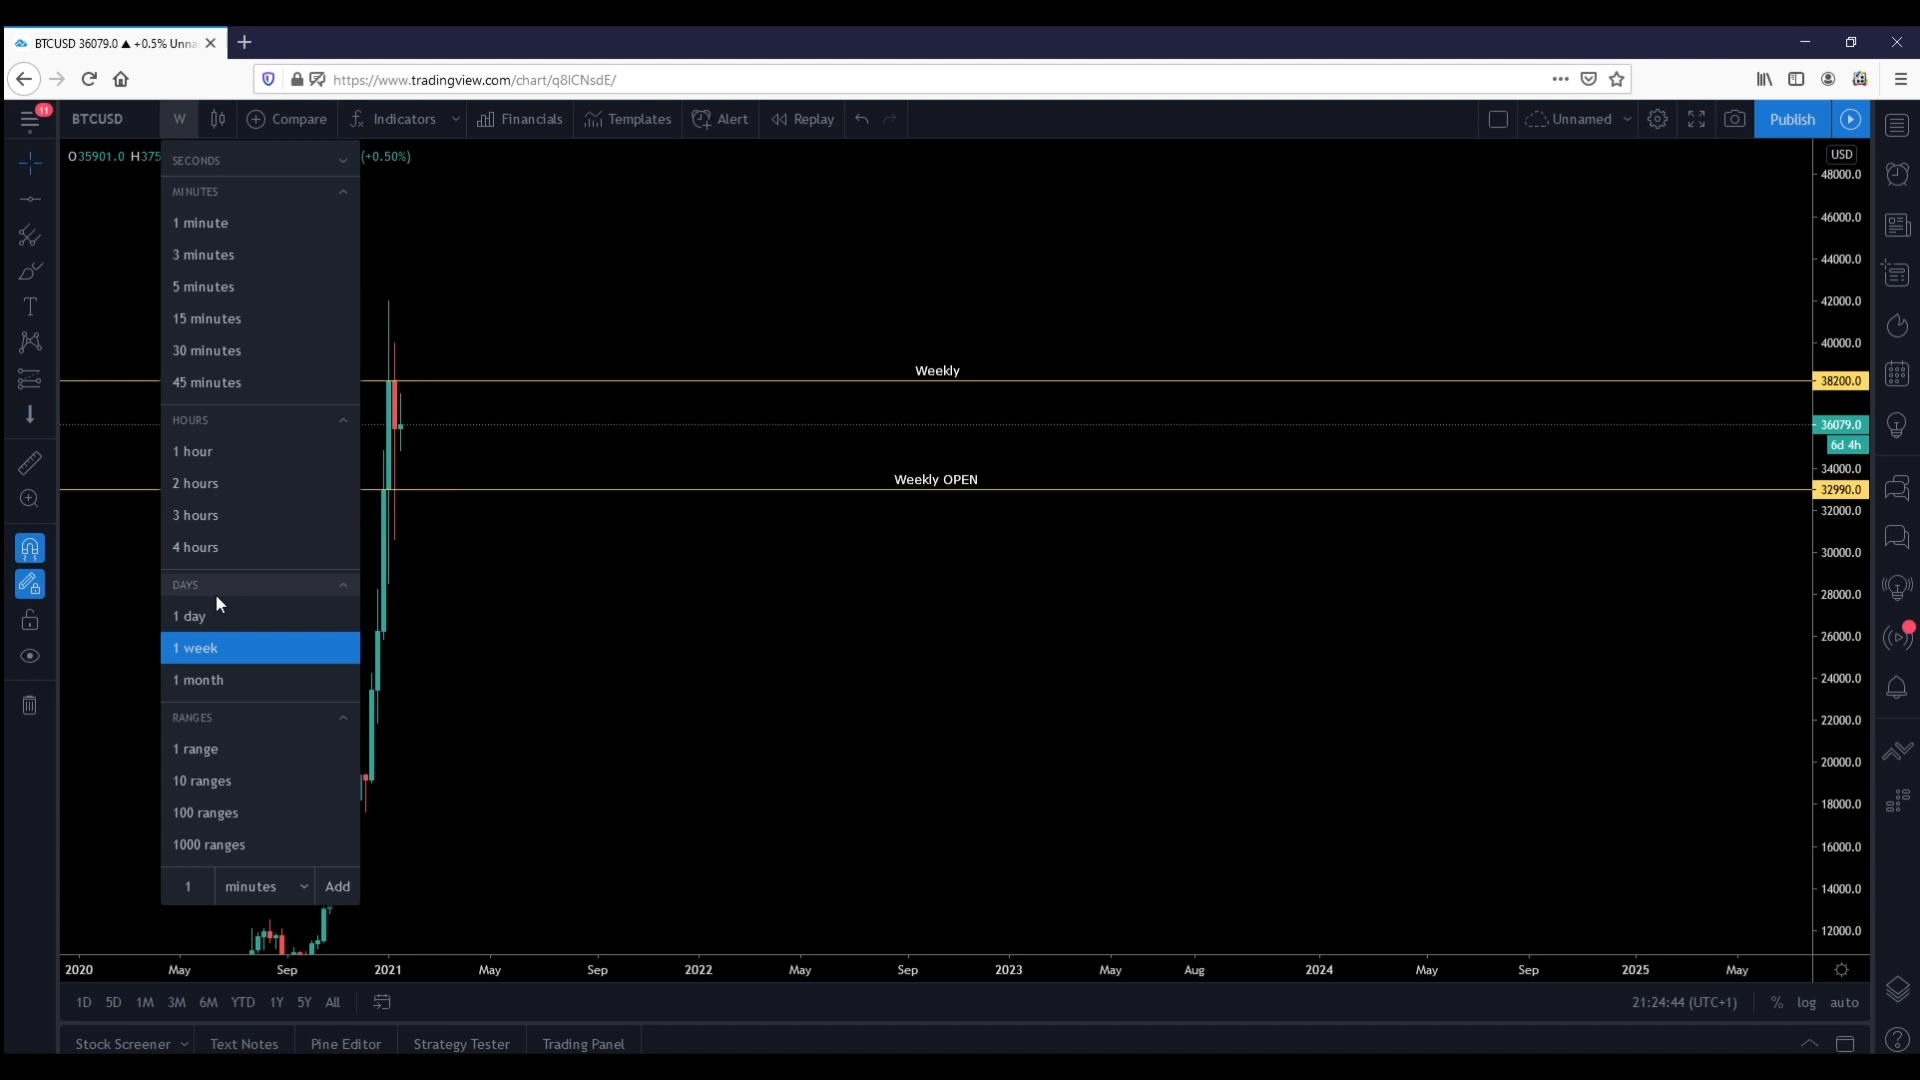 BTCUSD 36079.0 ▲ +0.5% Unna
https://www.tradingview.com/chart/q8ICNsdE/
11
BTCUSD W Compare Indicators Financials Templates Alert Replay Unnamed Publish
O35901.0 H375 (+0.50%)
USD
SECONDS
MINUTES
1 minute
3 minutes
5 minutes
15 minutes
30 minutes
45 minutes
HOURS
1 hour
2 hours
3 hours
4 hours
DAYS
1 day
1 week
1 month
RANGES
1 range
10 ranges
100 ranges
1000 ranges
1 minutes Add
Weekly
Weekly OPEN
48000.0
46000.0
44000.0
42000.0
40000.0
38200.0
36079.0
6d 4h
34000.0
32990.0
32000.0
30000.0
28000.0
26000.0
24000.0
22000.0
20000.0
18000.0
16000.0
14000.0
12000.0
2020 May Sep 2021 May Sep 2022 May Sep 2023 May Aug 2024 May Sep 2025 May
1D 5D 1M 3M 6M YTD 1Y 5Y All 21:24:44 (UTC+1) % log auto
Stock Screener Text Notes Pine Editor Strategy Tester Trading Panel